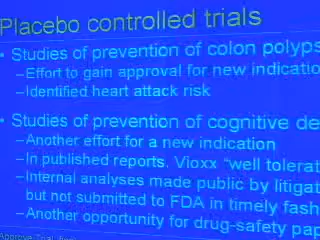 Placebo controlled trials
• Studies of prevention of colon polyps
–Effort to gain approval for new indicatio
–Identified heart attack risk
• Studies of prevention of cognitive de
–Another effort for a new indication
–In published reports, Vioxx “well tolerat
–Internal analyses made public by litigat
but not submitted to FDA in timely fash
–Another opportunity for drug-safety pap